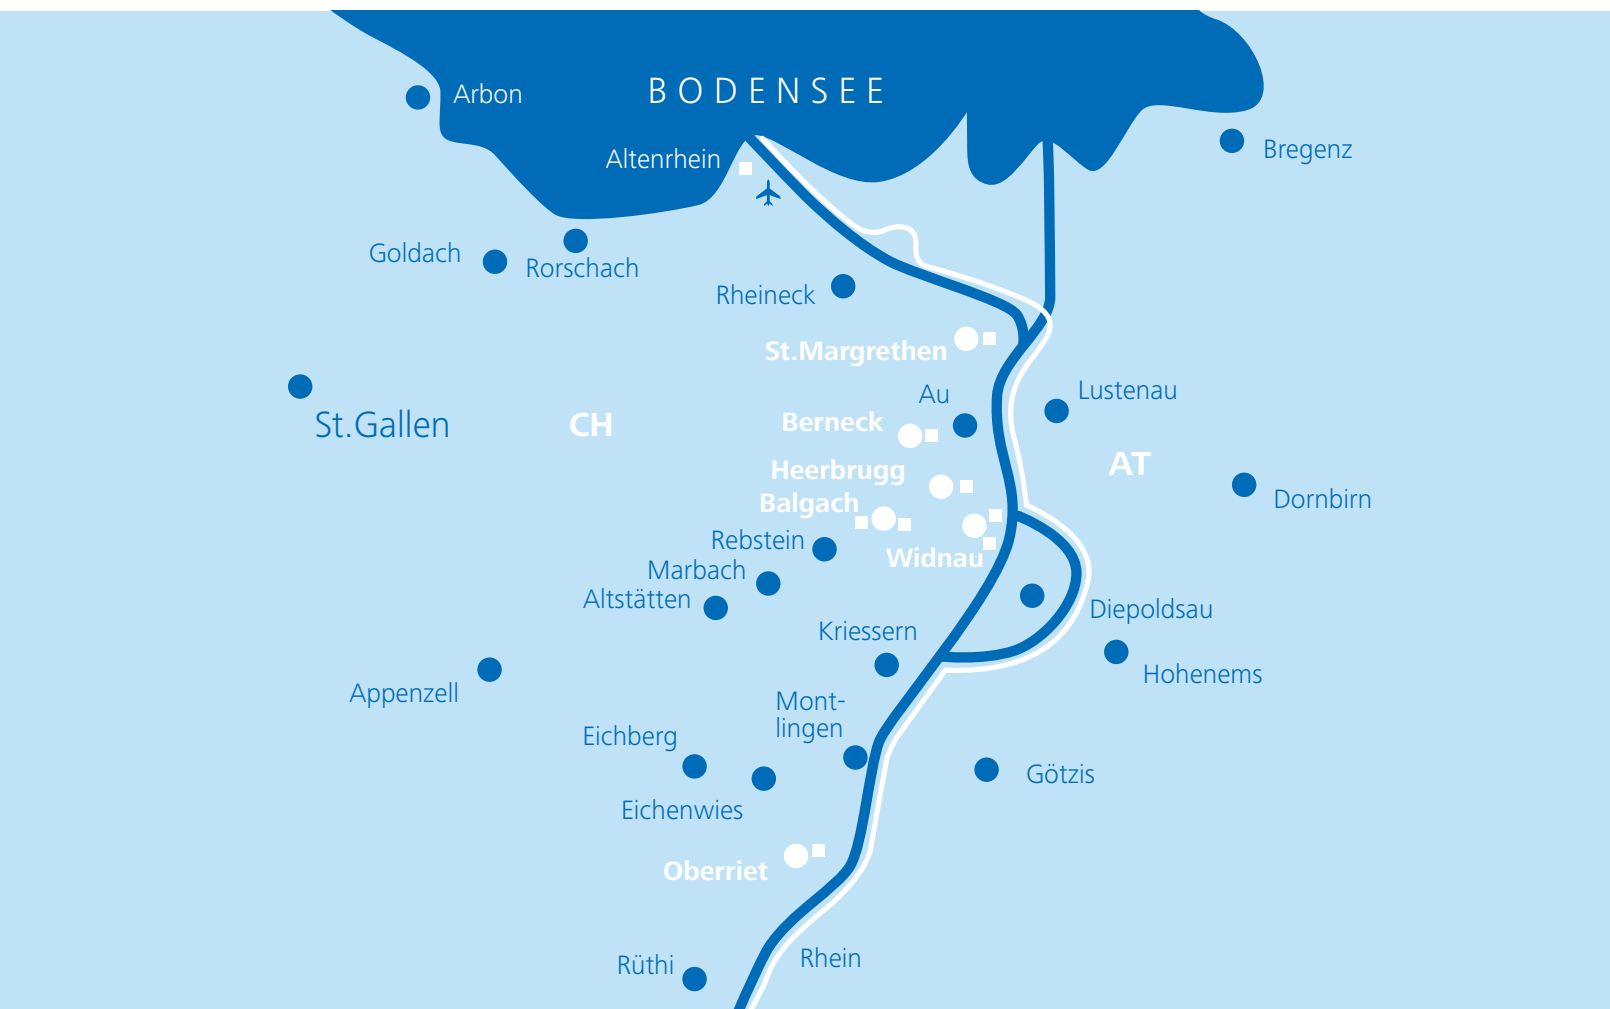 BODENSEE
Arbon
Altenrhein
Bregenz
Goldach
Rorschach
Rheineck
St.Margrethen
Au
Lustenau
St.Gallen
CH
Berneck
AT
Heerbrugg
Balgach
Dornbirn
Rebstein
Widnau
Marbach
Altstätten
Diepoldsau
Kriessern
Hohenems
Appenzell
Mont-
lingen
Eichberg
Götzis
Eichenwies
Oberriet
Rhein
Rüthi